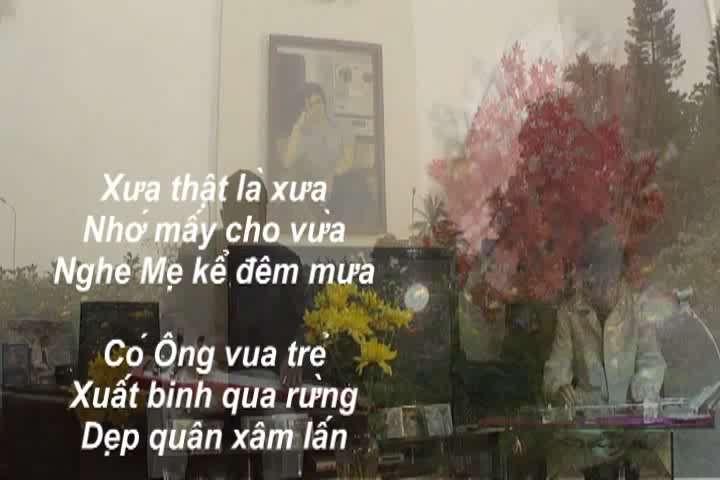 Xưa thật là xưa
Nhớ mấy cho vừa
Nghe Mẹ kể đêm mưa
Có Ông vua trẻ
Xuất binh qua rừng
Dẹp quân xâm lấn